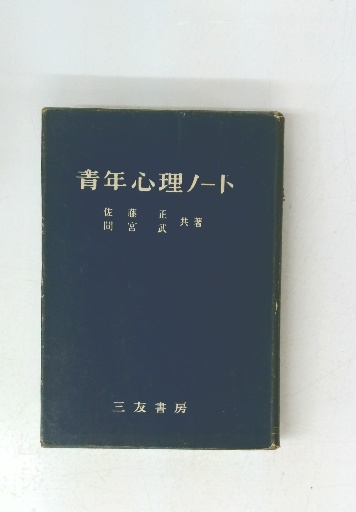 青年心理ノート
佐藤正
間宮武 共著
三友書房